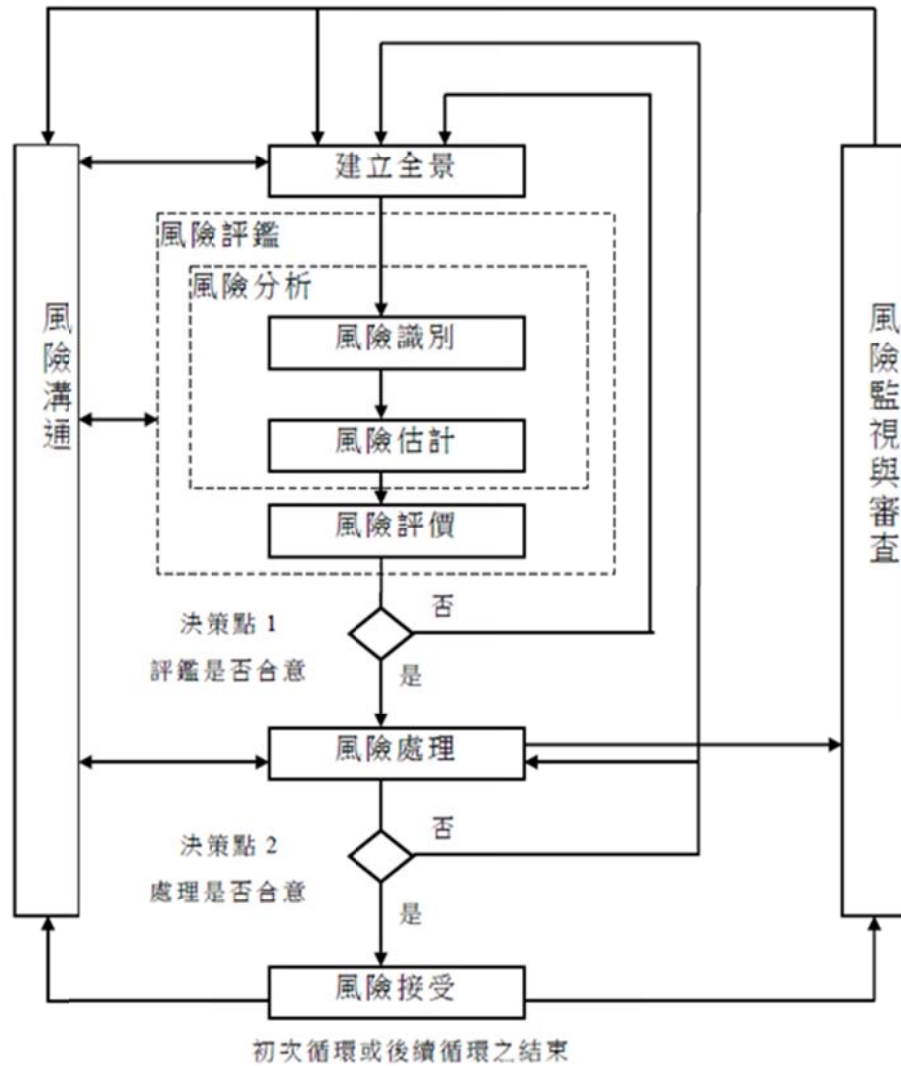 建立全景
風險評鑑
風險分析
風險識別
風險溝通
風險監視與審查
風險估計
風險評價
否
決策點 1
評鑑是否合意
是
風險處理
否
決策點 2
處理是否合意
是
風險接受
初次循環或後續循環之結束